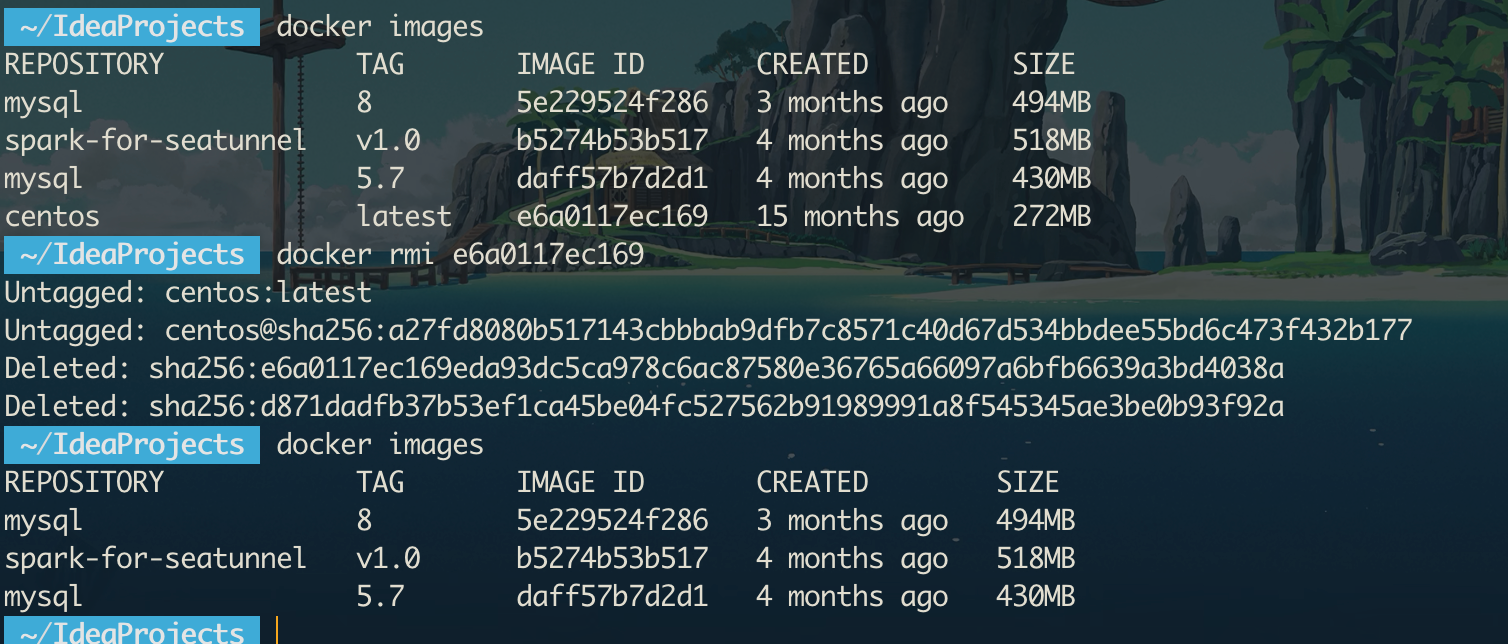 ~/IdeaProjects docker images
REPOSITORY TAG IMAGE ID CREATED SIZE
mysql 8 5e229524f286 3 months ago 494MB
spark-for-seatunnel v1.0 b5274b53b517 4 months ago 518MB
mysql 5.7 daff57b7d2d1 4 months ago 430MB
centos latest e6a0117ec169 15 months ago 272MB
~/IdeaProjects docker rmi e6a0117ec169
Untagged: centos:latest
Untagged: centos@sha256:a27fd8080b517143cbbbab9dfb7c8571c40d67d534bbdee55bd6c473f432b177
Deleted: sha256:e6a0117ec169eda93dc5ca978c6ac87580e36765a66097a6bfb6639a3bd4038a
Deleted: sha256:d871dadfb37b53ef1ca45be04fc527562b91989991a8f545345ae3be0b93f92a
~/IdeaProjects docker images
REPOSITORY TAG IMAGE ID CREATED SIZE
mysql 8 5e229524f286 3 months ago 494MB
spark-for-seatunnel v1.0 b5274b53b517 4 months ago 518MB
mysql 5.7 daff57b7d2d1 4 months ago 430MB
~/IdeaProjects